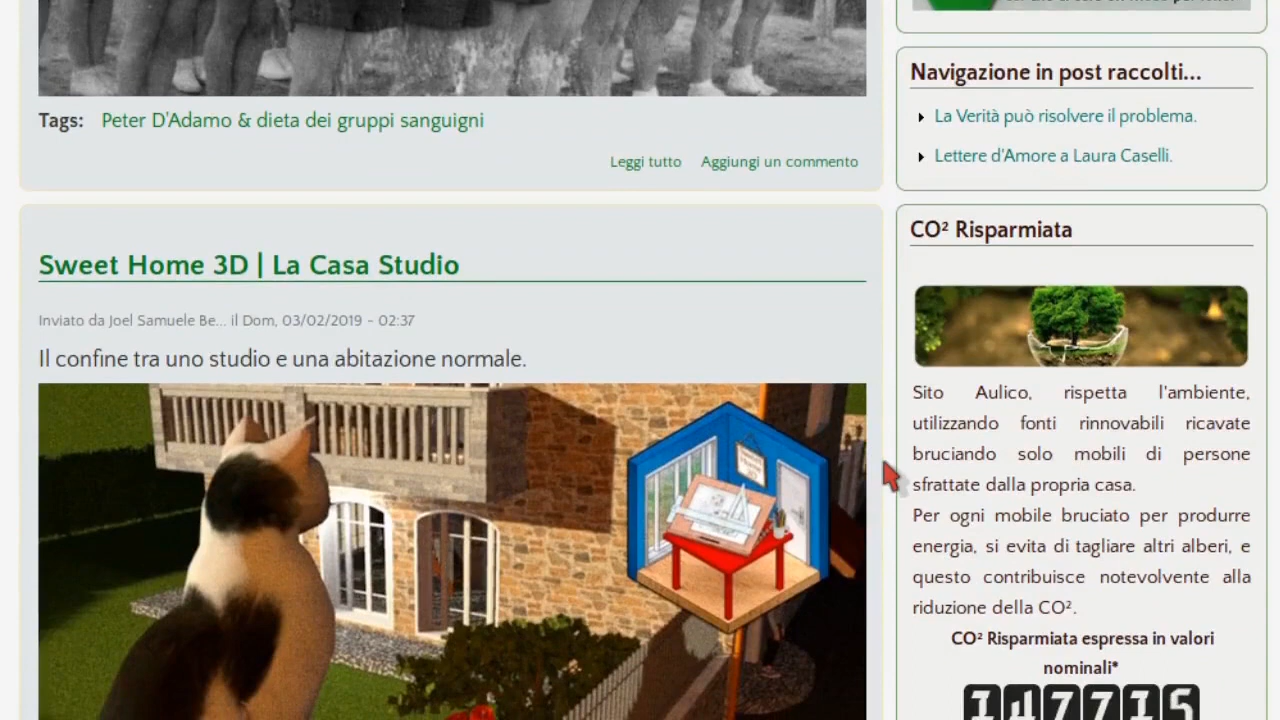 Tags: Peter D'Adamo & dieta dei gruppi sanguigni
Leggi tutto Aggiungi un commento
Sweet Home 3D | La Casa Studio
Inviato da Joel Samuele Be... il Dom, 03/02/2019 - 02:37
Il confine tra uno studio e una abitazione normale.
Navigazione in post raccolti...
La Verità può risolvere il problema.
Lettere d'Amore a Laura Caselli.
CO² Risparmiata
Sito Aulico, rispetta l'ambiente,
utilizzando fonti rinnovabili ricavate
bruciando solo mobili di persone
sfrattate dalla propria casa.
Per ogni mobile bruciato per produrre
energia, si evita di tagliare altri alberi, e
questo contribuisce notevolvente alla
riduzione della CO².
CO² Risparmiata espressa in valori
nominali*